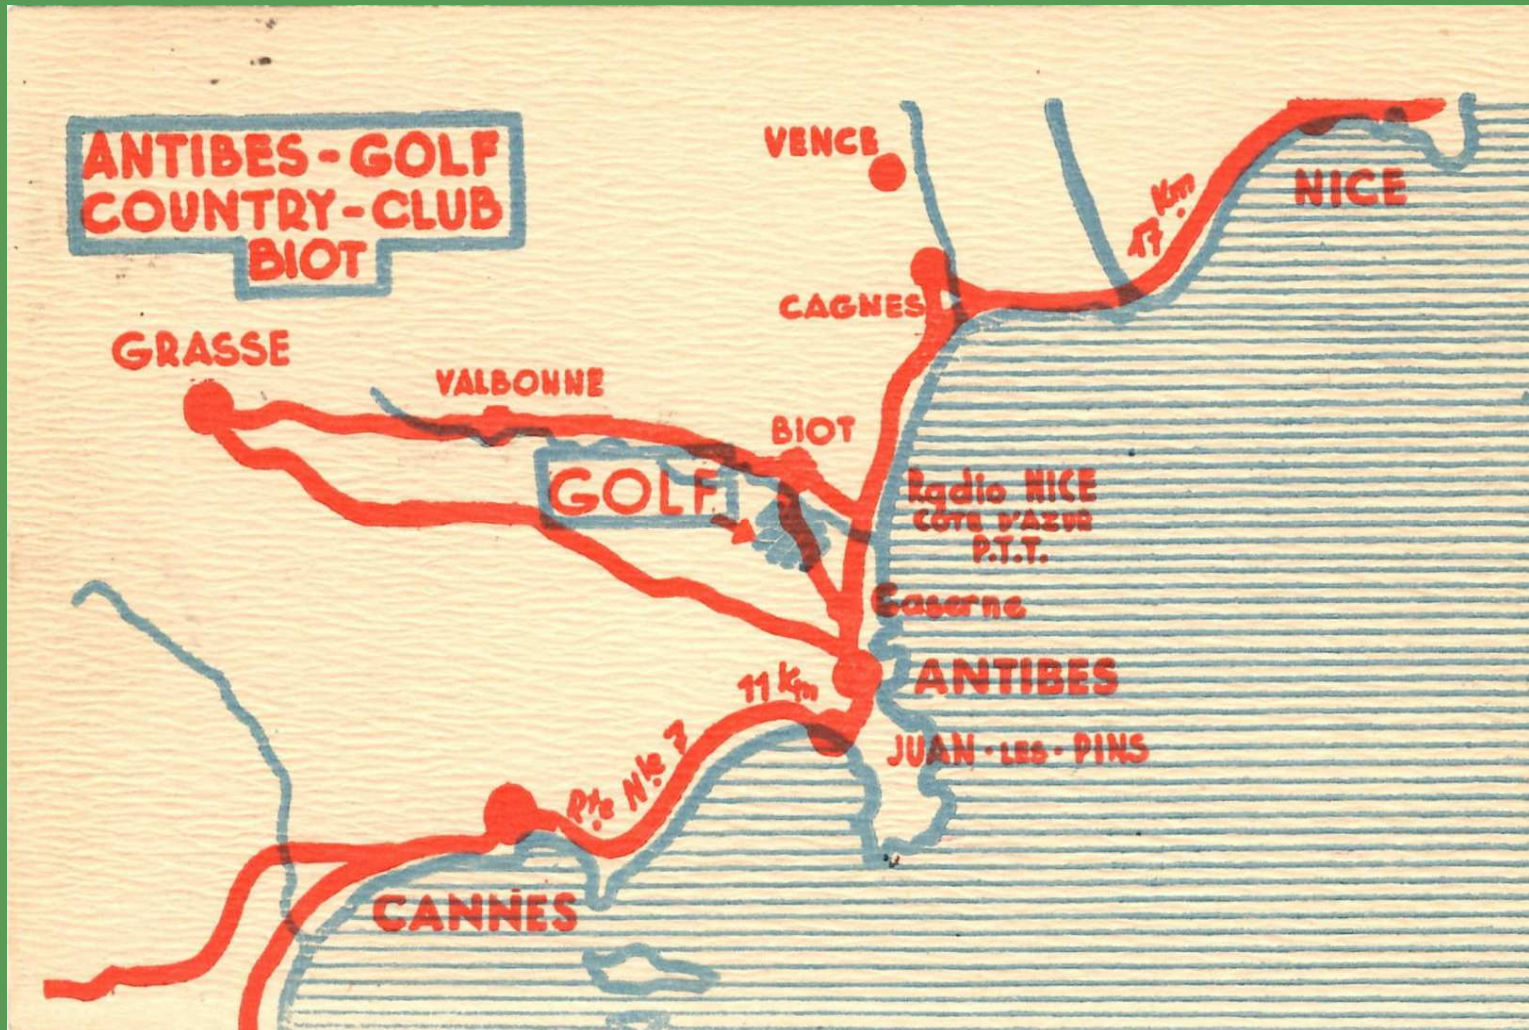 ANTIBES-GOLF
COUNTRY-CLUB
BIOT
VENCE
17 Km
NICE
CAGNES
GRASSE
VALBONNE
BIOT
GOLF
Radio NICE
COTE D'AZUR
P.T.T.
Caserne
ANTIBES
11 Km
JUAN-LES-PINS
Rte Nle 7
CANNES